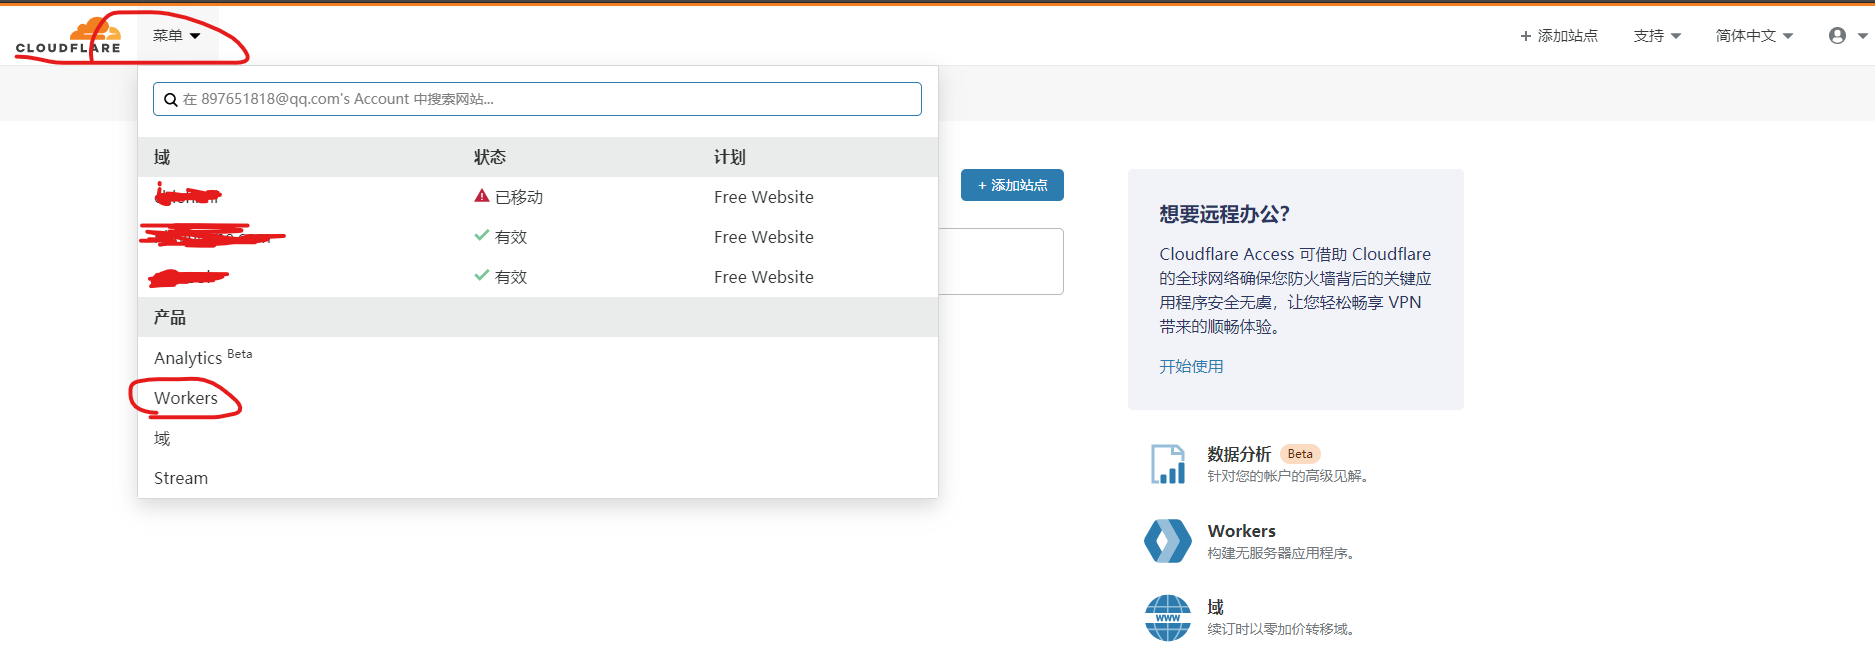 CLOUDFLARE
菜单
+ 添加站点
支持
简体中文
在 897651818@qq.com's Account 中搜索网站...
域 状态 计划
已移动 Free Website
有效 Free Website
有效 Free Website
产品
Analytics Beta
Workers
域
Stream
+ 添加站点
想要远程办公?
Cloudflare Access 可借助 Cloudflare
的全球网络确保您防火墙背后的关键应
用程序安全无虞，让您轻松畅享 VPN
带来的顺畅体验。
开始使用
数据分析 Beta
针对您的帐户的高级见解。
Workers
构建无服务器应用程序。
www
域
续订时以零加价转移域。